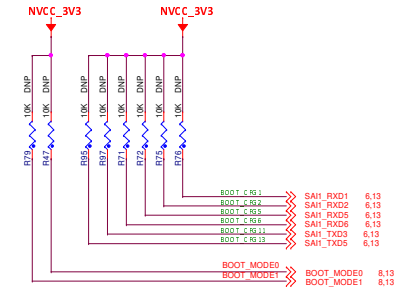 NVCC_3V3 NVCC_3V3
DNP DNP DNP DNP DNP DNP DNP DNP
10K 10K 10K 10K 10K 10K 10K 10K
R79 R47 R95 R97 R71 R72 R75 R76
BOOT_CFG1 SAI1_RXD1 6,13
BOOT_CFG2 SAI1_RXD2 6,13
BOOT_CFG5 SAI1_RXD5 6,13
BOOT_CFG6 SAI1_RXD6 6,13
BOOT_CFG11 SAI1_TXD3 6,13
BOOT_CFG13 SAI1_TXD5 6,13
BOOT_MODE0 BOOT_MODE0 8,13
BOOT_MODE1 BOOT_MODE1 8,13